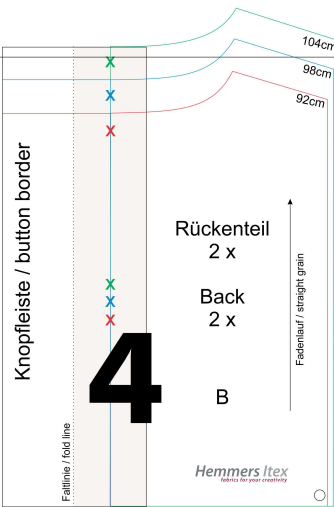 104cm
98cm
92cm
X
X
X
Knopfleiste / button border
Rückenteil
2 x
Back
2 x
Fadenlauf / straight grain
X
X
X
4
B
Faltlinie / fold line
Hemmers Itex
fabrics for your creativity